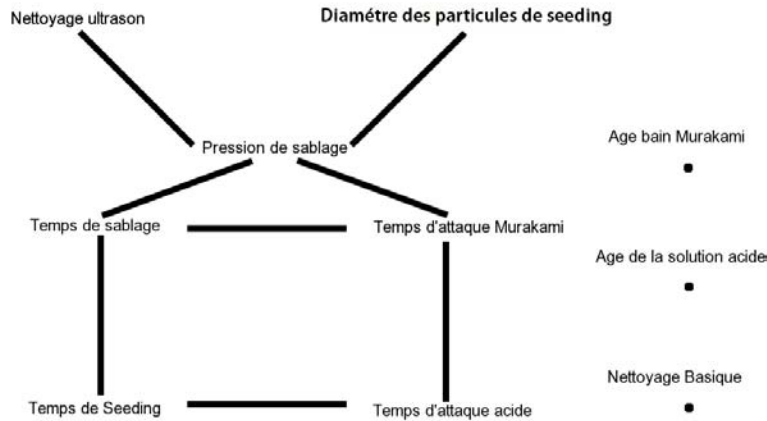 Nettoyage ultrason
Diamétre des particules de seeding
Pression de sablage
Age bain Murakami
Temps de sablage
Temps d'attaque Murakami
Age de la solution acide
Nettoyage Basique
Temps de Seeding
Temps d'attaque acide